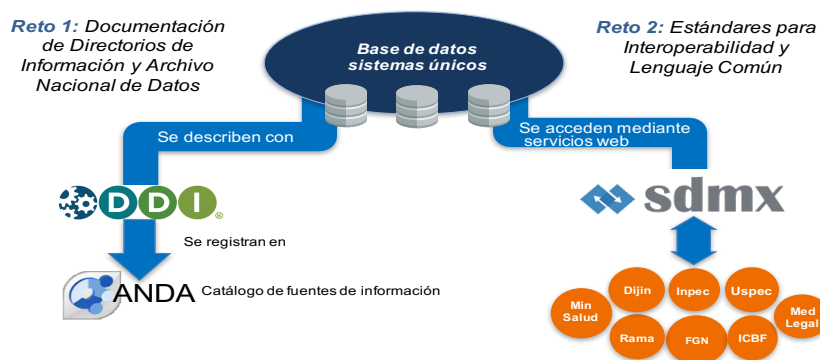 Reto 1: Documentación
de Directorios de
Información y Archivo
Nacional de Datos
Base de datos
sistemas únicos
Reto 2: Estándares para
Interoperabilidad y
Lenguaje Común
Se describen con
Se acceden mediante
servicios web
DDI®
sdmx
Se registran en
ANDA
Catálogo de fuentes de información
Min
Salud
Dijin
Inpec
Uspec
Med
Legal
Rama
FGN
ICBF